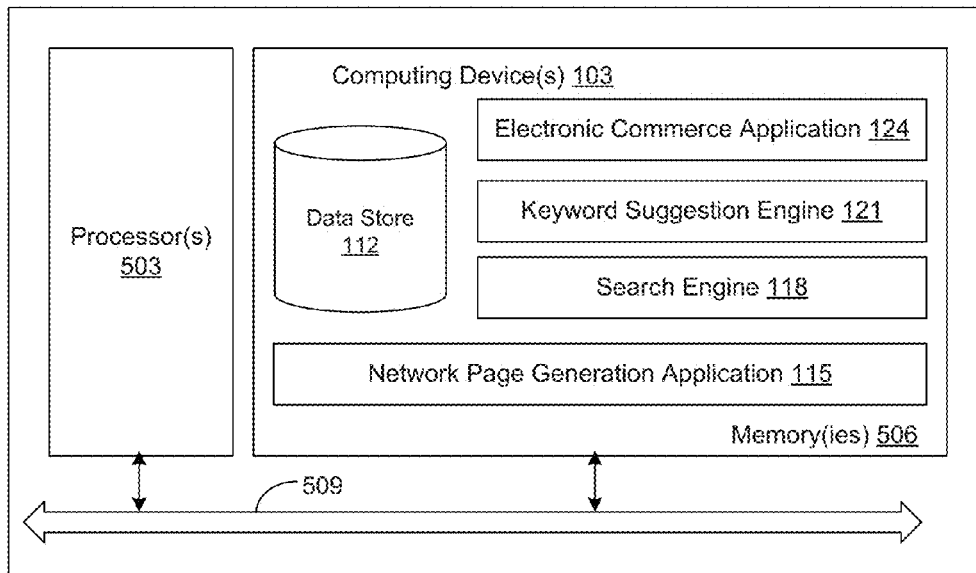 Computing Device(s) 103
Electronic Commerce Application 124
Data Store
112
Keyword Suggestion Engine 121
Processor(s)
503
Search Engine 118
Network Page Generation Application 115
Memory(ies) 506
509